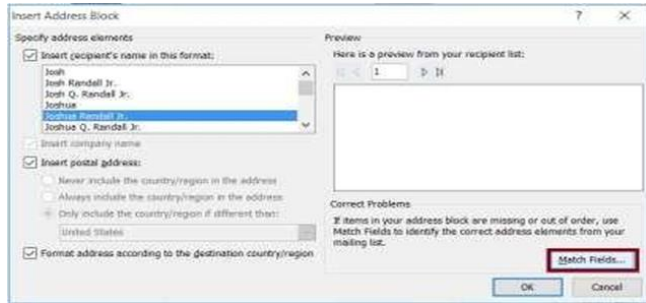 Insert Address Block
Specify address elements
Insert recipient's name in this format:
Josh
Josh Randall Jr.
Josh Q. Randall Jr.
Joshua
Joshua Randall Jr.
Joshua Q. Randall Jr.
Insert company name
Insert postal address:
Never include the country/region in the address
Always include the country/region in the address
Only include the country/region if different than:
United States
Format address according to the destination country/region
Preview
Here is a preview from your recipient list:
1
Correct Problems
If items in your address block are missing or out of order, use
Match Fields to identify the correct address elements from your
mailing list.
Match Fields...
OK
Cancel